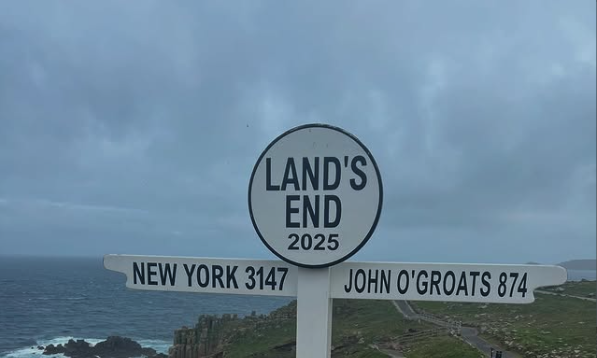 LAND'S
END
2025
NEW YORK 3147
JOHN O'GROATS 874